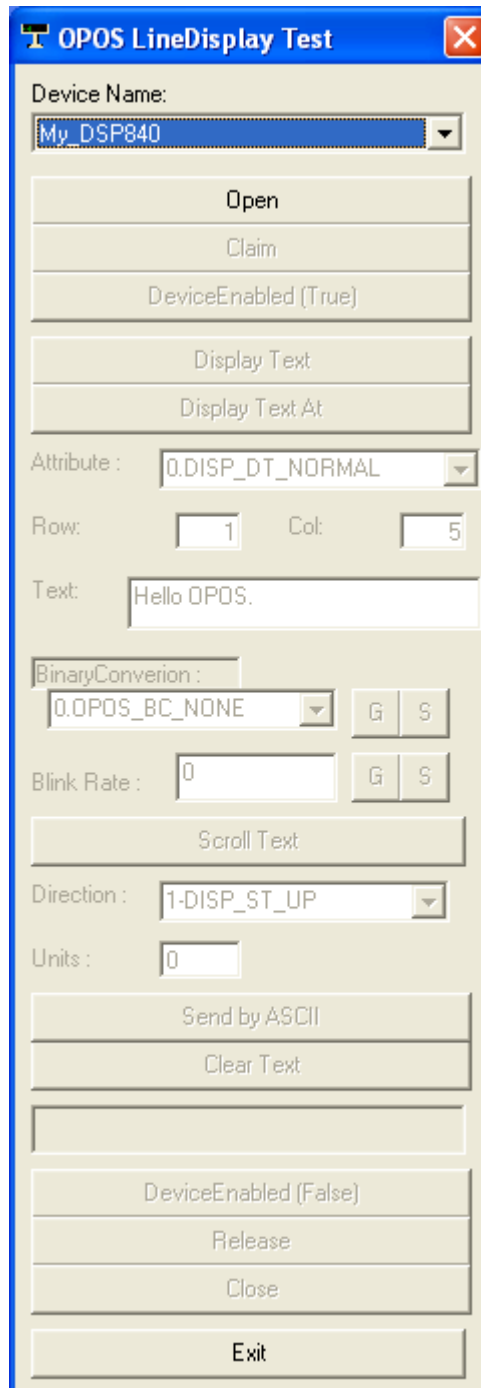 OPOS LineDisplay Test
Device Name:
My_DSP840
Open
Claim
DeviceEnabled (True)
Display Text
Display Text At
Attribute : 0.DISP_DT_NORMAL
Row: 1 Col: 5
Text: Hello OPOS.
BinaryConverion :
0.OPOS_BC_NONE G S
Blink Rate : 0 G S
Scroll Text
Direction : 1-DISP_ST_UP
Units : 0
Send by ASCII
Clear Text
DeviceEnabled (False)
Release
Close
Exit